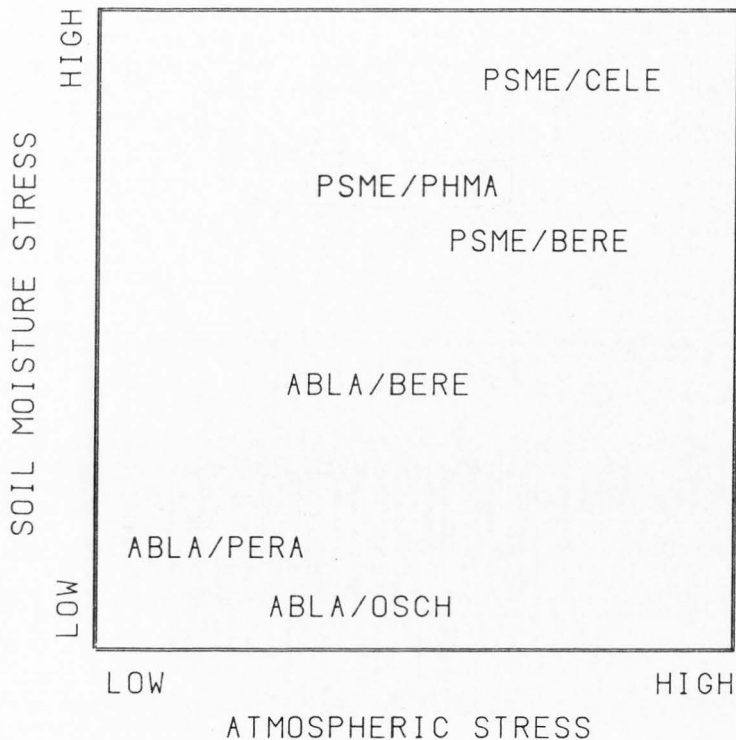 HIGH
PSME/CELE
PSME/PHMA
PSME/BERE
SOIL MOISTURE STRESS
ABLA/BERE
ABLA/PERA
ABLA/OSCH
LOW
LOW HIGH
ATMOSPHERIC STRESS